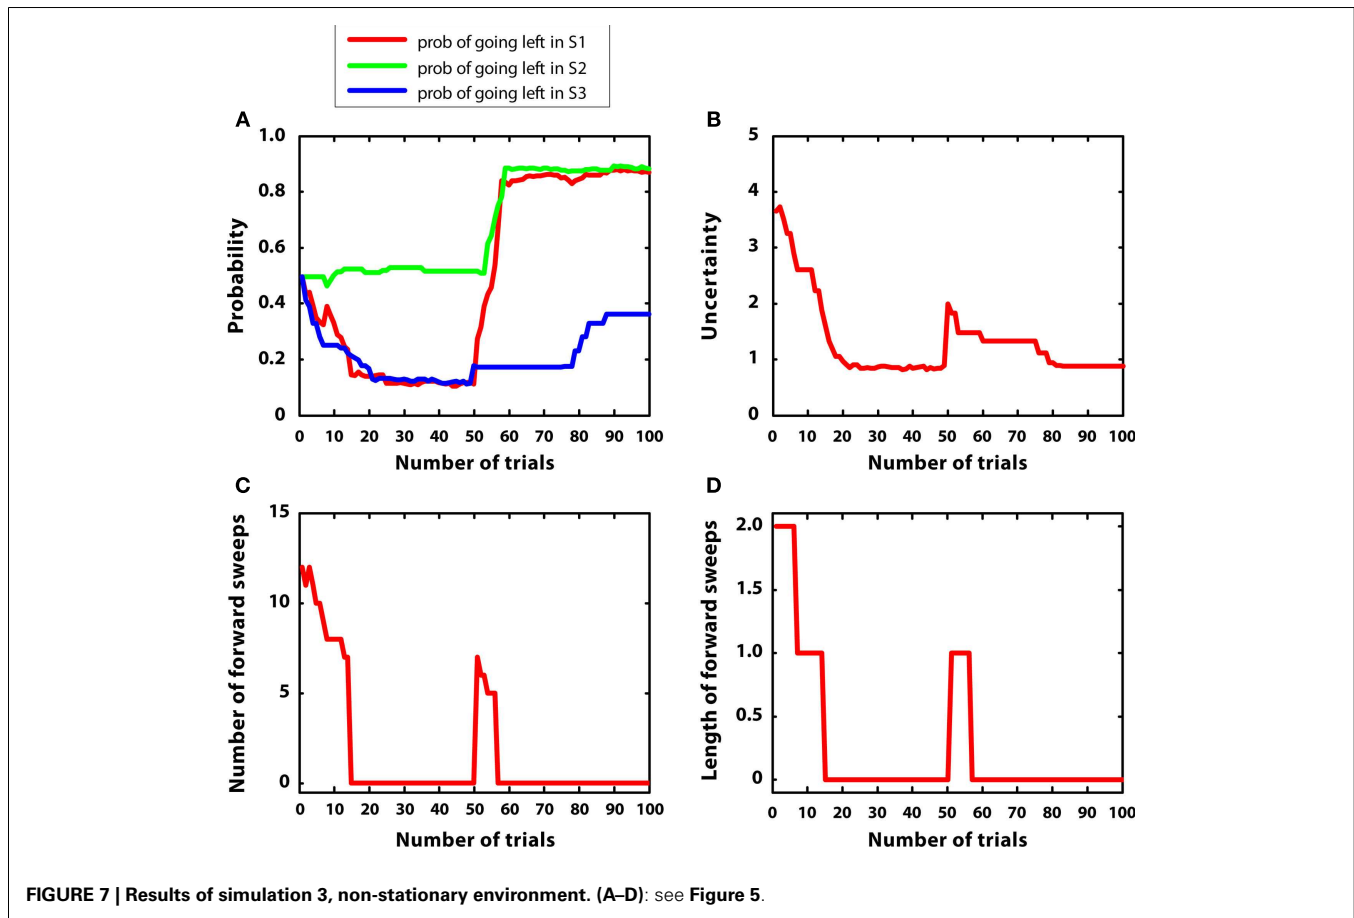 prob of going left in S1
prob of going left in S2
prob of going left in S3
A
1.0
0.8
0.6
0.4
0.2
0
Probability
0 10 20 30 40 50 60 70 80 90 100
Number of trials
B
5
4
3
2
1
0
Uncertainty
0 10 20 30 40 50 60 70 80 90 100
Number of trials
C
15
10
5
0
Number of forward sweeps
0 10 20 30 40 50 60 70 80 90 100
Number of trials
D
2.0
1.5
1.0
0.5
0
Length of forward sweeps
0 10 20 30 40 50 60 70 80 90 100
Number of trials
FIGURE 7 | Results of simulation 3, non-stationary environment. (A–D): see Figure 5.